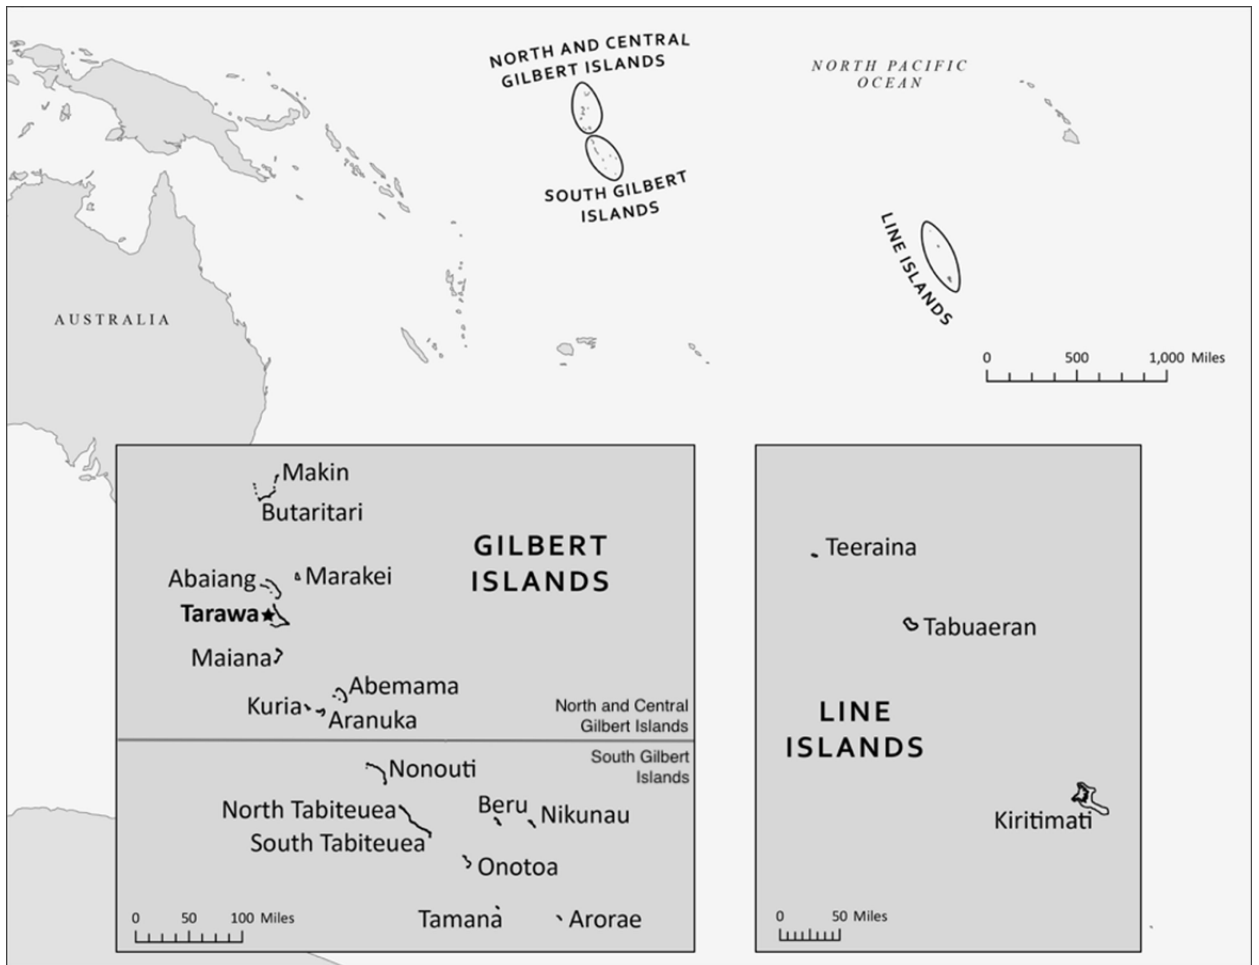 NORTH AND CENTRAL
GILBERT ISLANDS
NORTH PACIFIC
OCEAN
SOUTH GILBERT
ISLANDS
LINE ISLANDS
AUSTRALIA
0 500 1,000 Miles
Makin
Butaritari
GILBERT
ISLANDS
Abaiang
Marakei
Tarawa
Maiana
Abemama
Kuria
Aranuka
North and Central
Gilbert Islands
South Gilbert
Islands
Nonouti
North Tabiteuea
South Tabiteuea
Beru
Nikunau
Onotoa
Tamana
Arorae
0 50 100 Miles
Teeraina
Tabuaeran
LINE
ISLANDS
Kiritimati
0 50 Miles